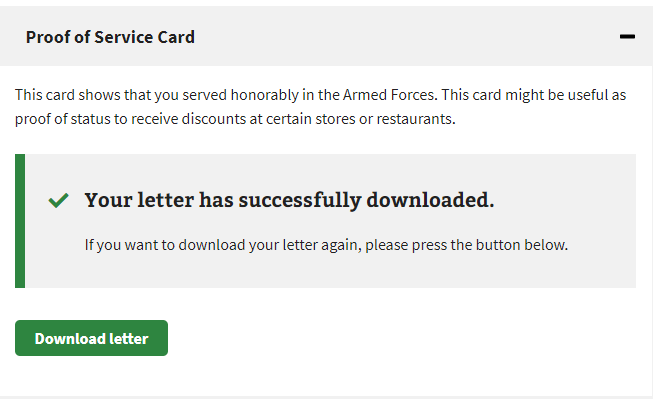 Proof of Service Card
This card shows that you served honorably in the Armed Forces. This card might be useful as
proof of status to receive discounts at certain stores or restaurants.
Your letter has successfully downloaded.
If you want to download your letter again, please press the button below.
Download letter